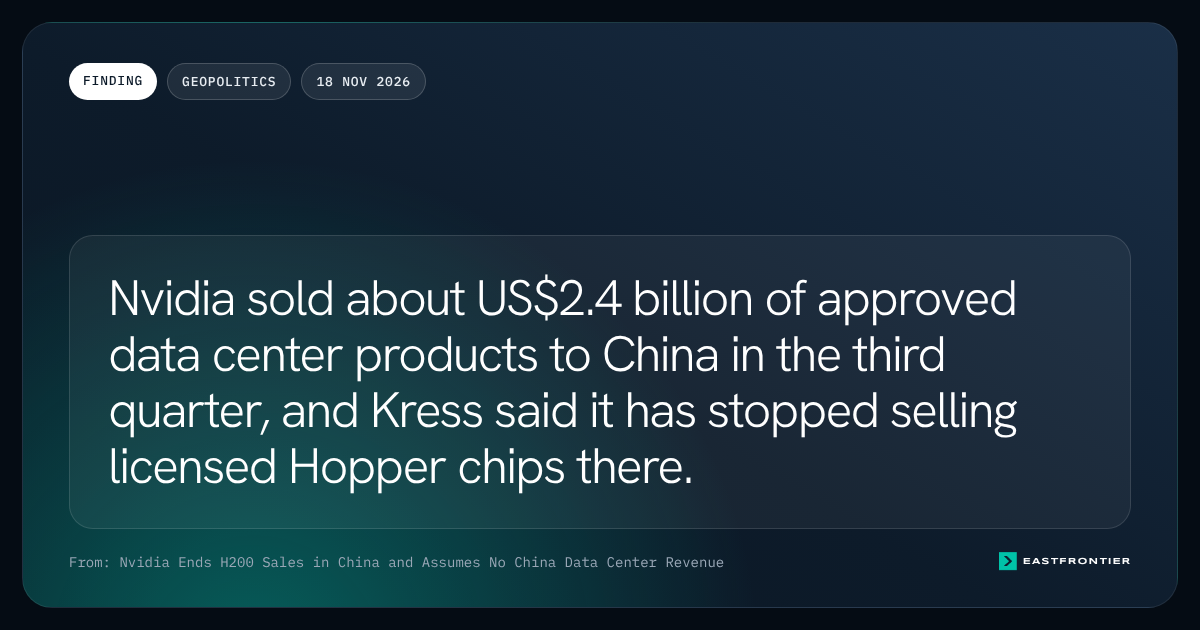 FINDING
GEOPOLITICS
18 NOV 2026
Nvidia sold about US$2.4 billion of approved
data center products to China in the third
quarter, and Kress said it has stopped selling
licensed Hopper chips there.
From: Nvidia Ends H200 Sales in China and Assumes No China Data Center Revenue
EASTFRONTIER